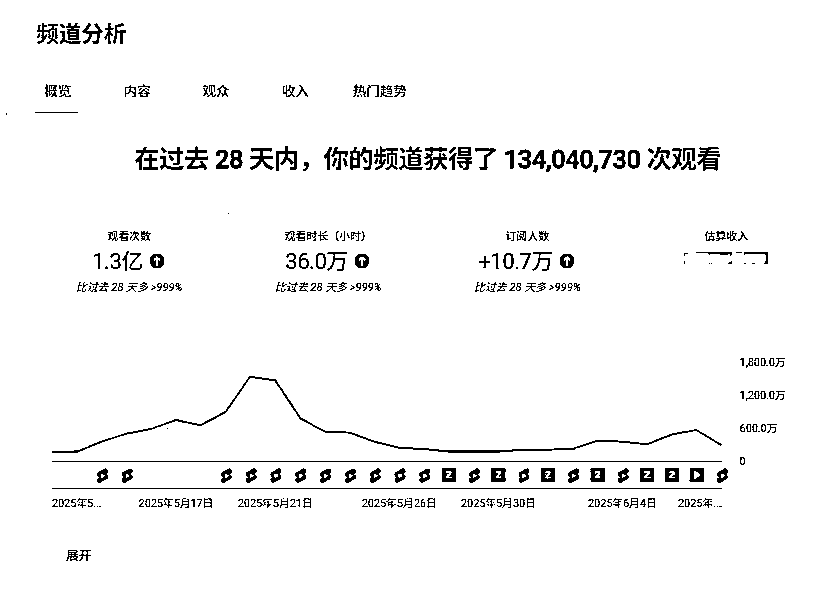 频道分析
概览 内容 观众 收入 热门趋势
在过去 28 天内，你的频道获得了 134,040,730 次观看
观看次数 观看时长（小时） 订阅人数 估算收入
1.3亿 36.0万 +10.7万
比过去 28 天多 >999% 比过去 28 天多 >999% 比过去 28 天多 >999%
1,800.0万
1,200.0万
600.0万
0
2 2 2 2 2 2
2025年5... 2025年5月17日 2025年5月21日 2025年5月26日 2025年5月30日 2025年6月4日 2025年...
展开